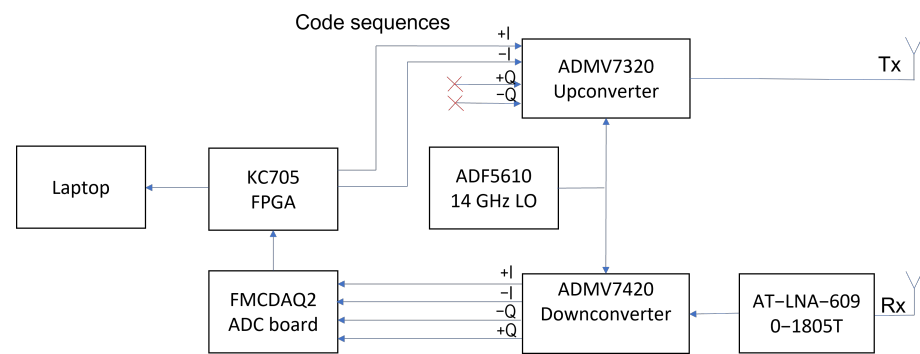 Code sequences
+I
−I
+Q
−Q
ADMV7320
Upconverter
Tx
Laptop
KC705
FPGA
ADF5610
14 GHz LO
FMCDAQ2
ADC board
+I
−I
−Q
+Q
ADMV7420
Downconverter
AT−LNA−609
0−1805T
Rx